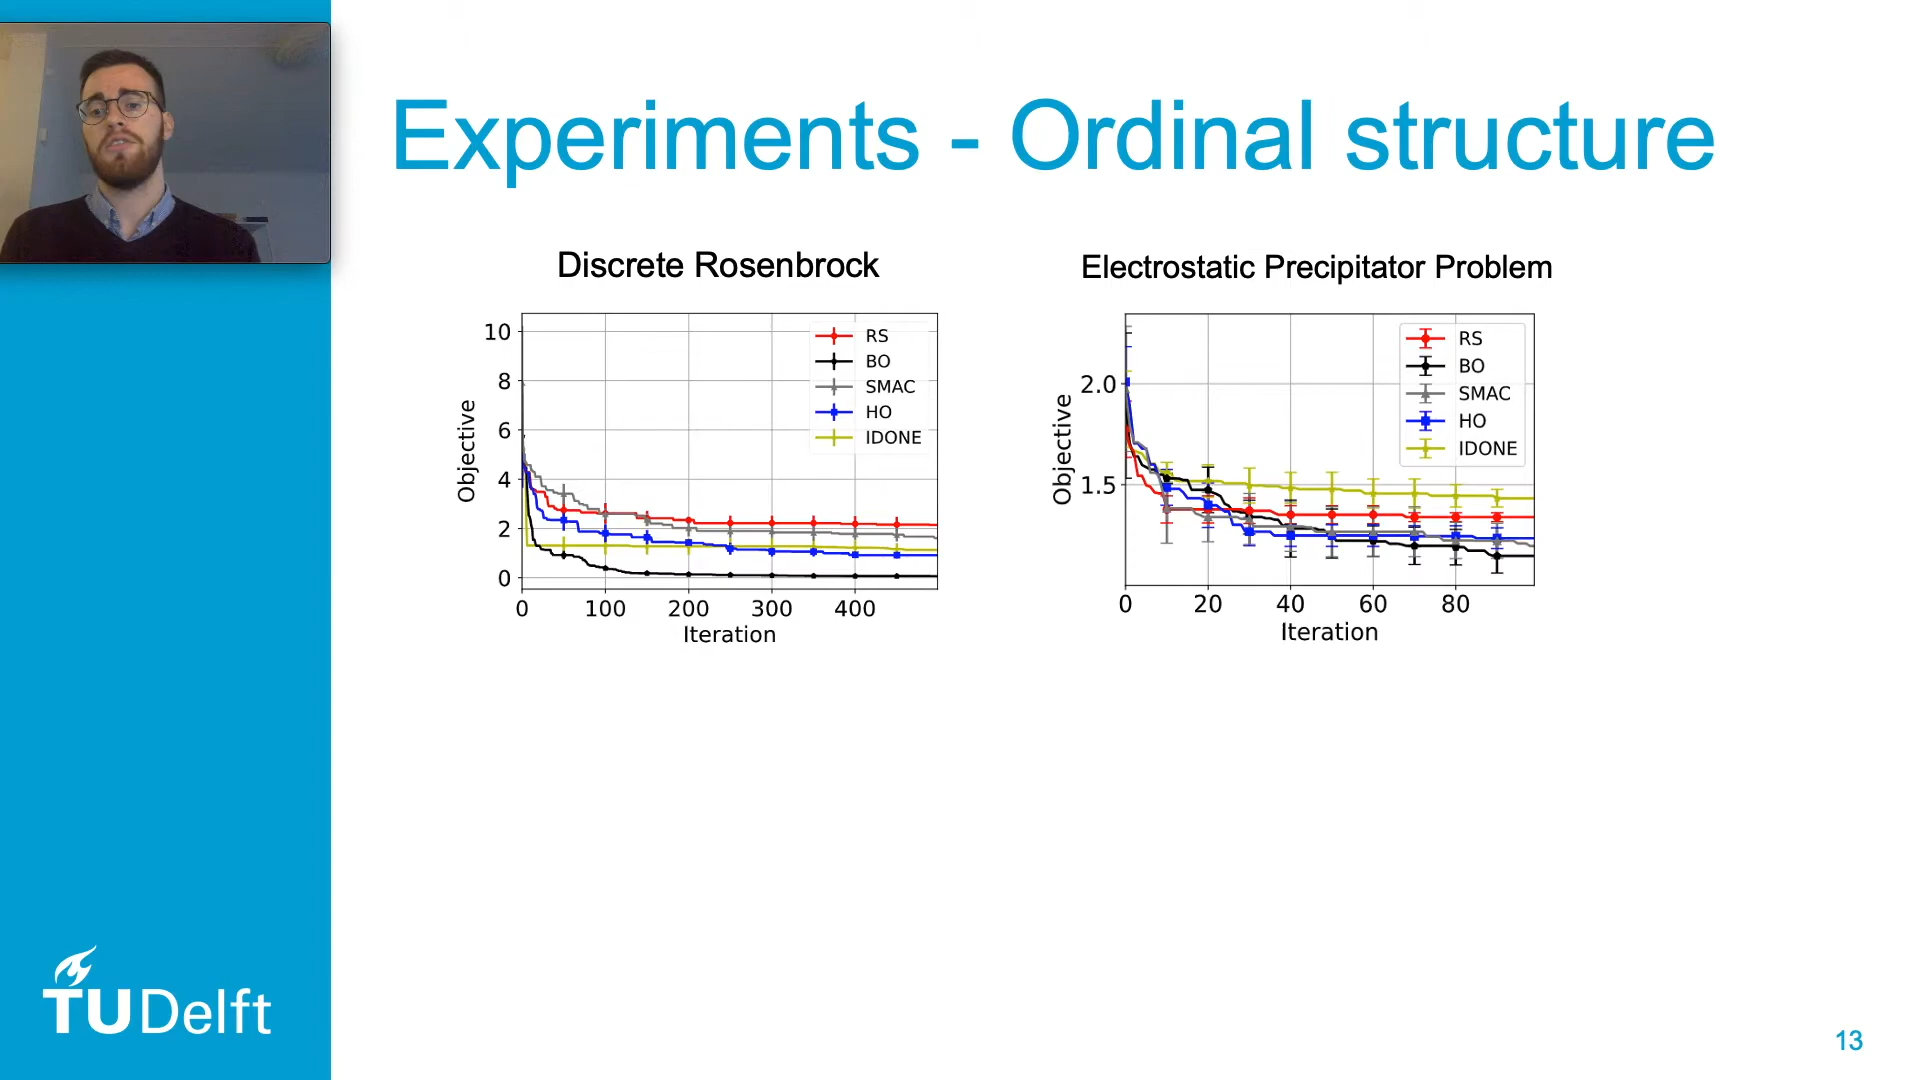 Experiments - Ordinal structure
Discrete Rosenbrock
10
8
6
4
2
0
Objective
0 100 200 300 400
Iteration
RS
BO
SMAC
HO
IDONE
Electrostatic Precipitator Problem
2.0
1.5
Objective
0 20 40 60 80
Iteration
RS
BO
SMAC
HO
IDONE
TUDelft
13